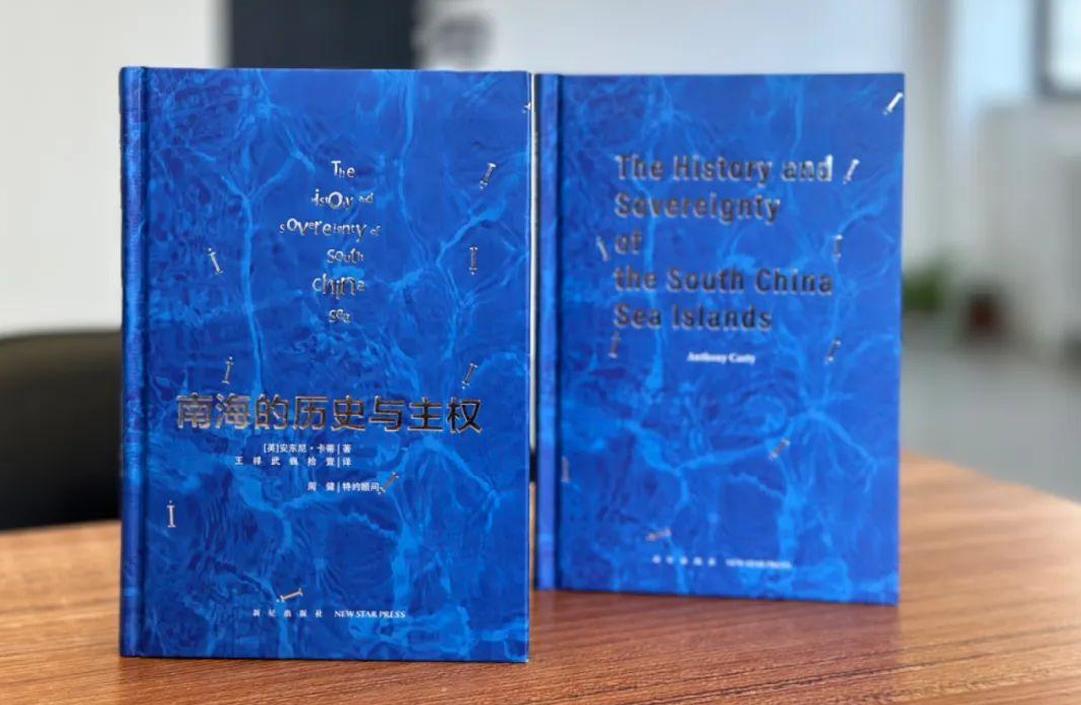 The
History and
sovereignty of
south
china
sea
南海的历史与主权
[英]安东尼·卡蒂|著
王祥 武巍 拾壹|译
周健|特约顾问
新星出版社 NEW STAR PRESS
The History and
Sovereignty
of
the South China
Sea Islands
Anthony Carty
新星出版社 NEW STAR PRESS